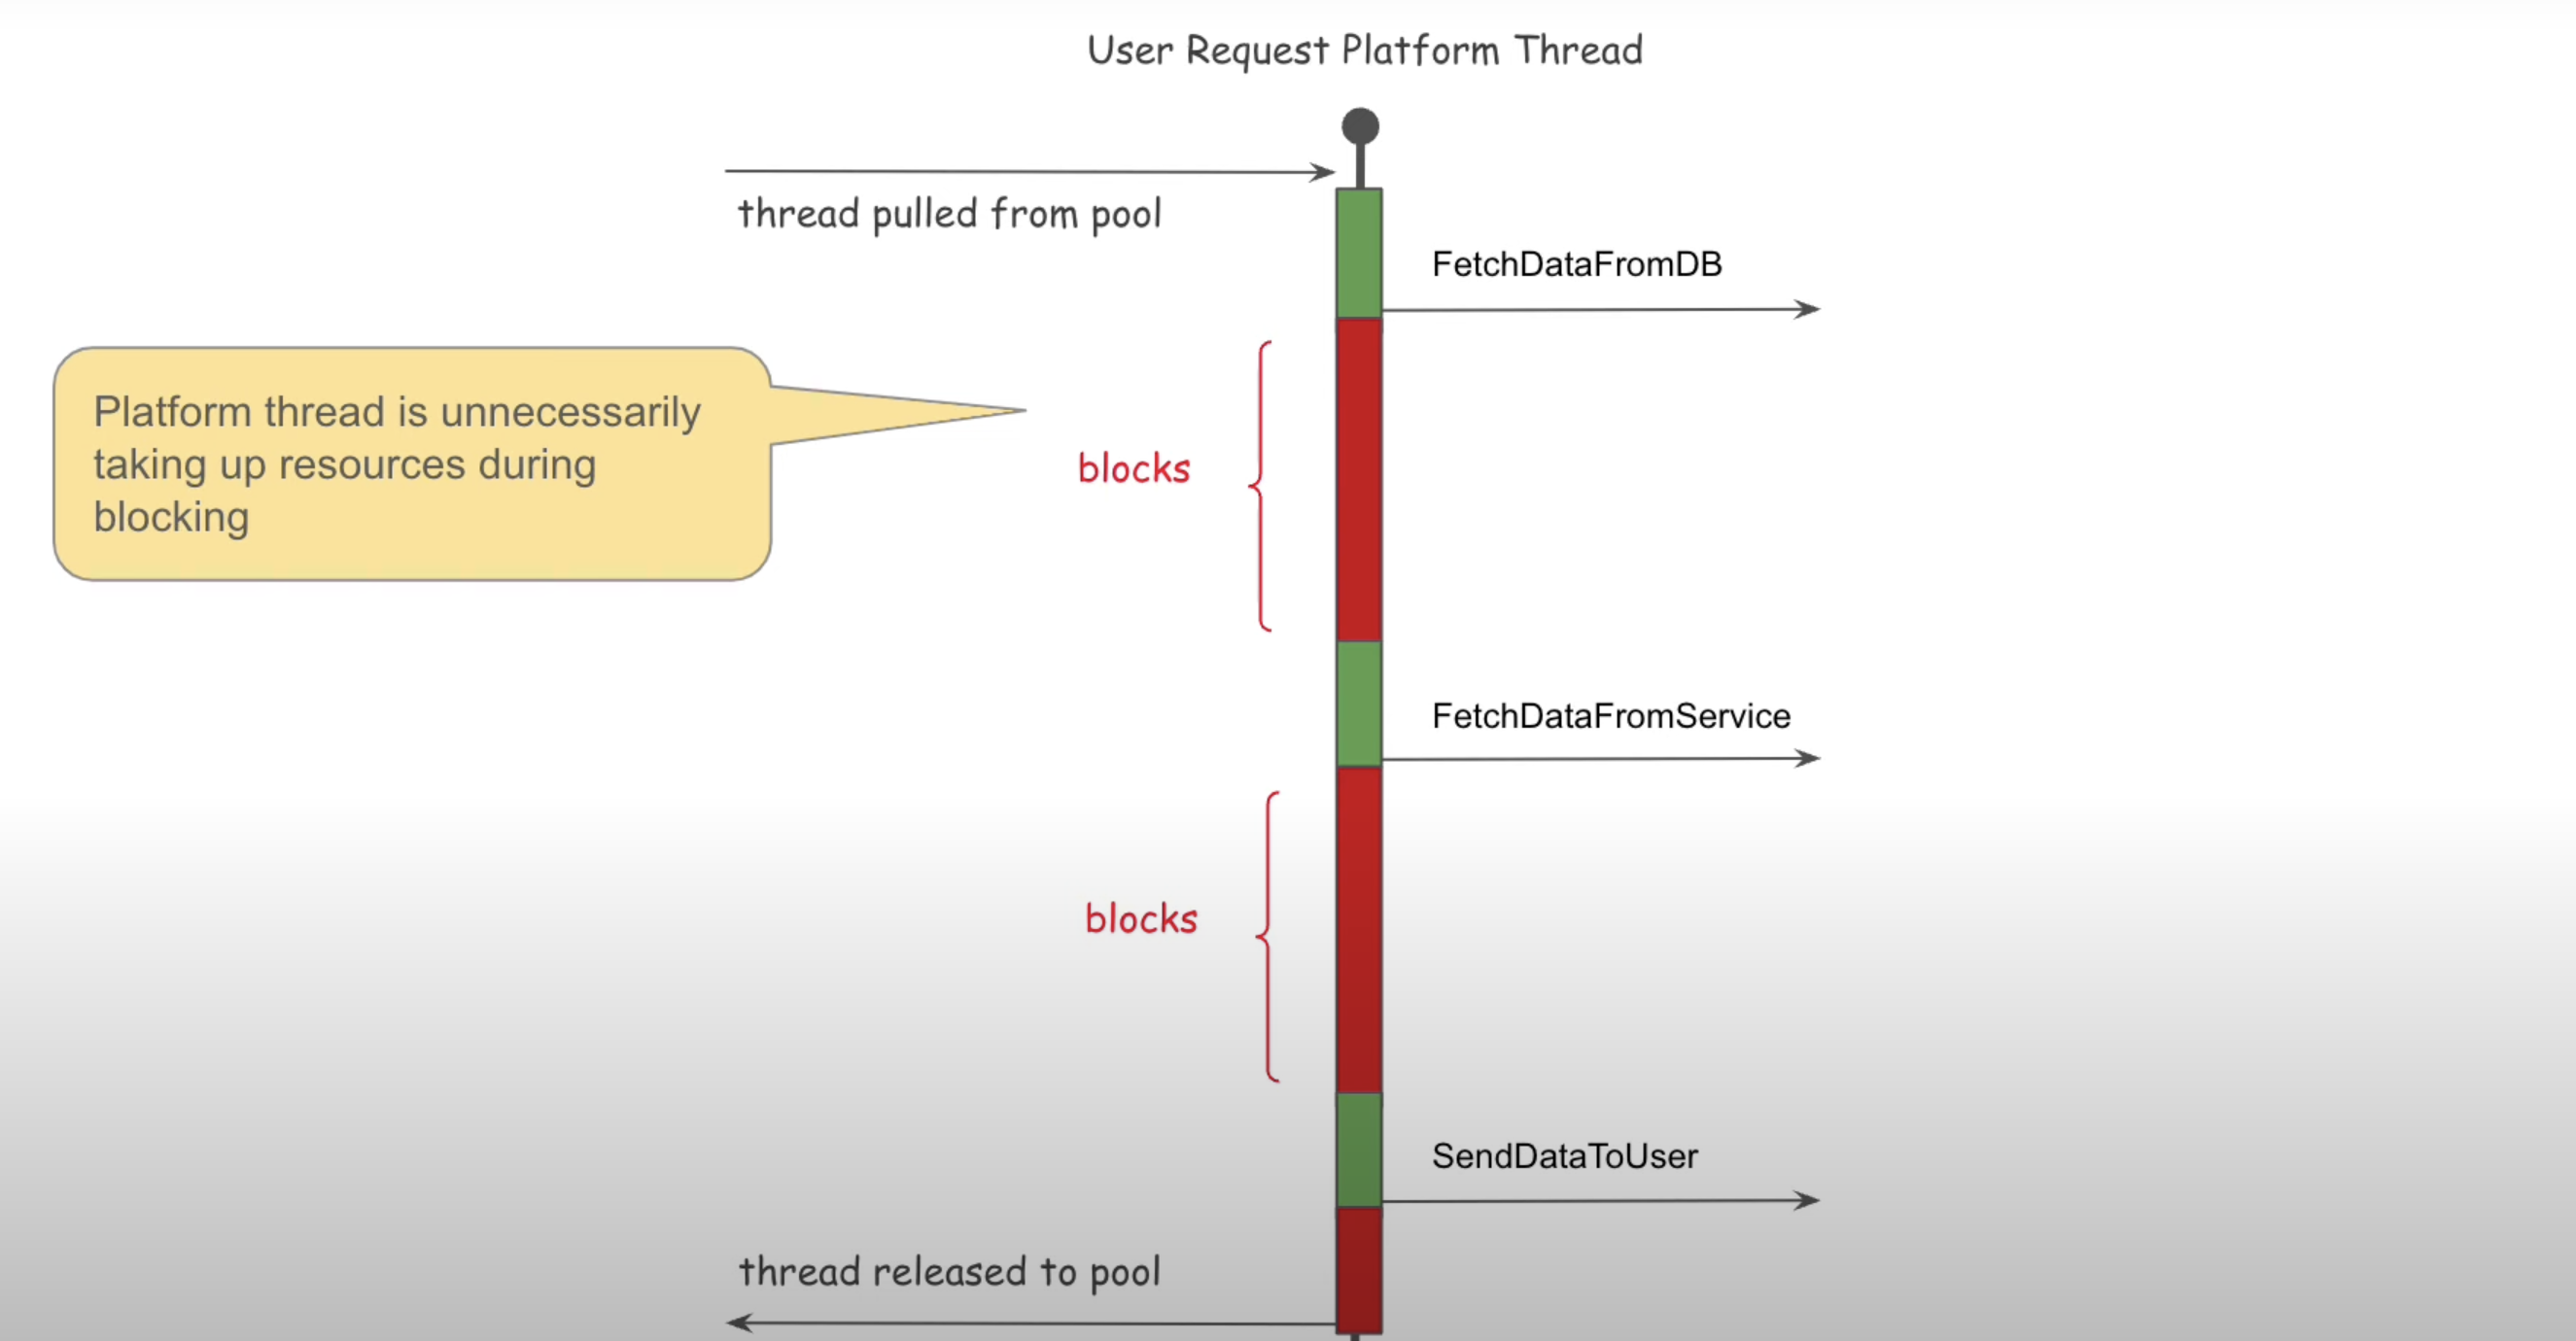 User Request Platform Thread
thread pulled from pool
FetchDataFromDB
Platform thread is unnecessarily
taking up resources during
blocking
blocks
FetchDataFromService
blocks
SendDataToUser
thread released to pool